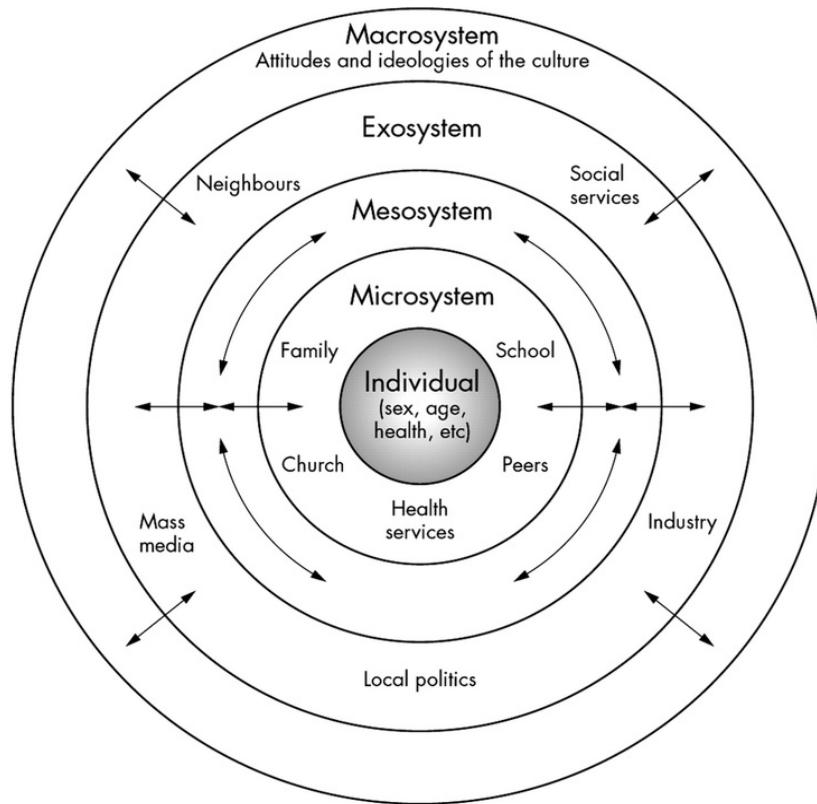 Macrosystem
Attitudes and ideologies of the culture
Exosystem
Neighbours
Social
services
Mesosystem
Microsystem
Family
School
Individual
(sex, age,
health, etc)
Church
Peers
Health
services
Mass
media
Industry
Local politics